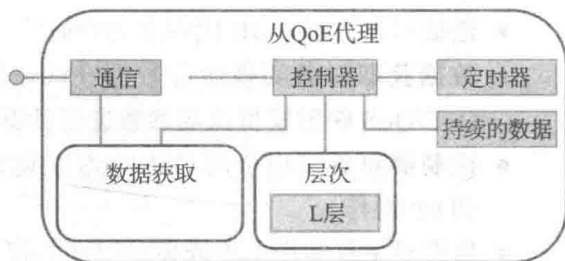 从QoE代理
通信
控制器
定时器
持续的数据
数据获取
层次
L层